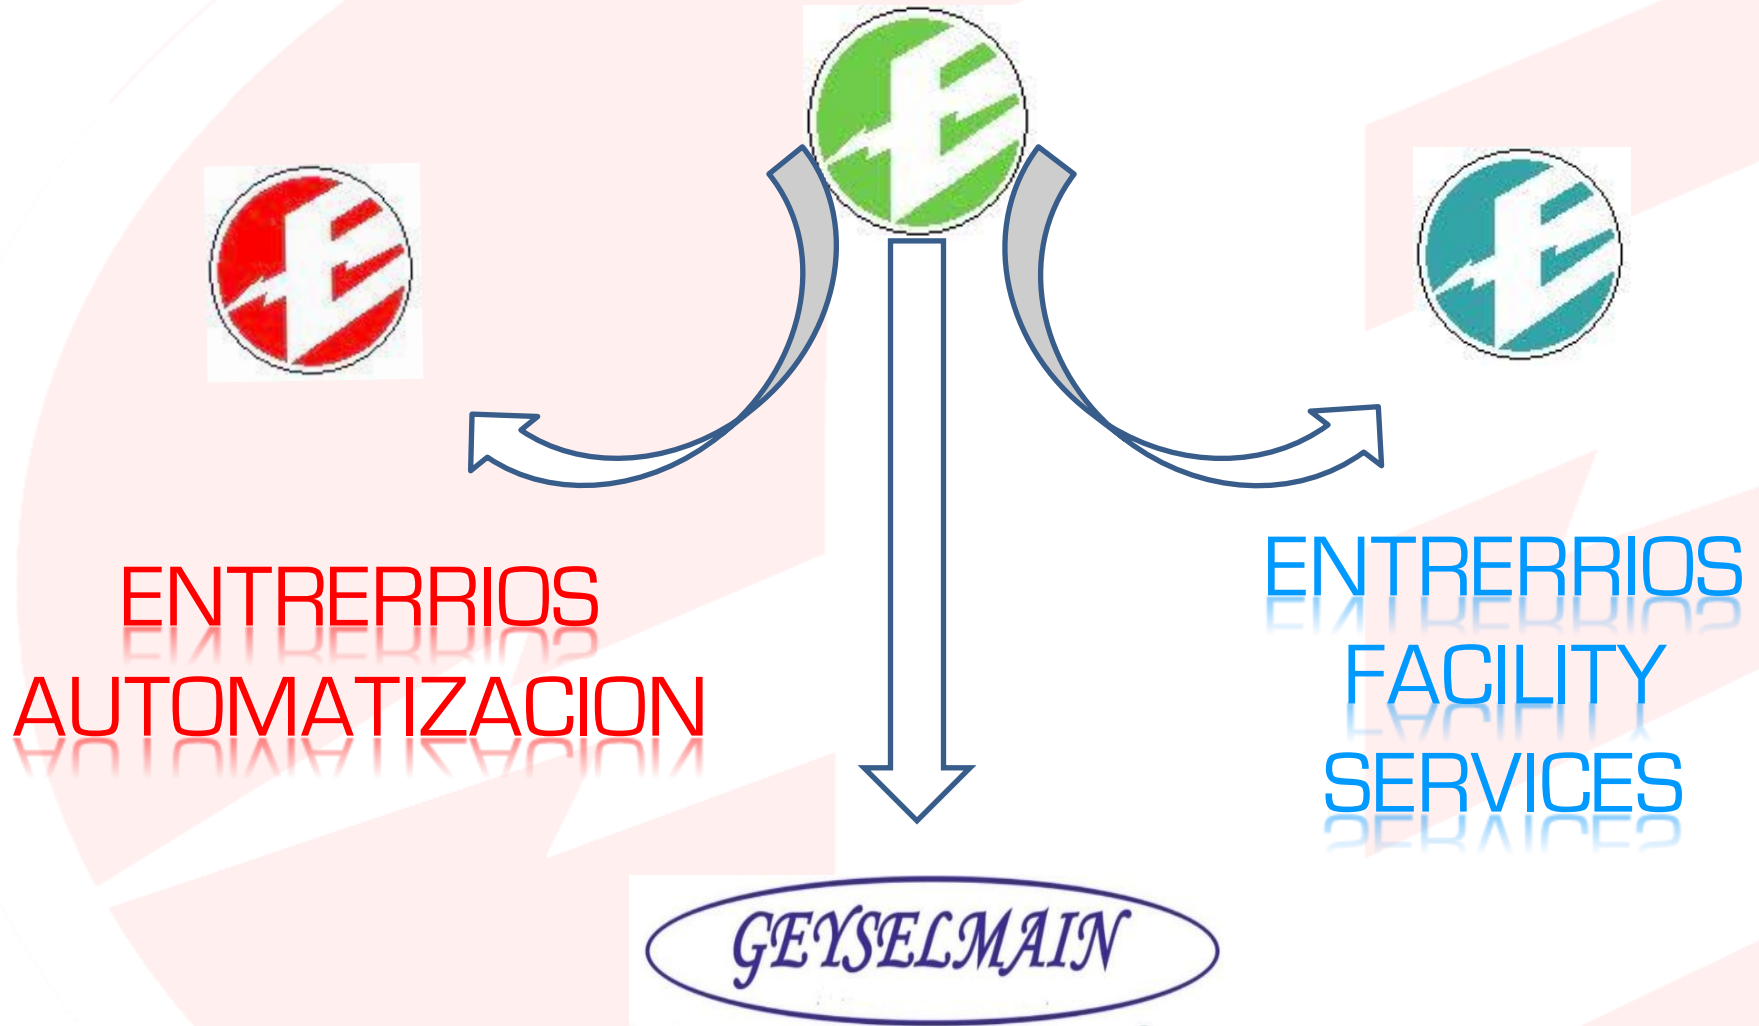 ENTRERRIOS
AUTOMATIZACION
ENTRERRIOS
FACILITY
SERVICES
GEYSELMAIN